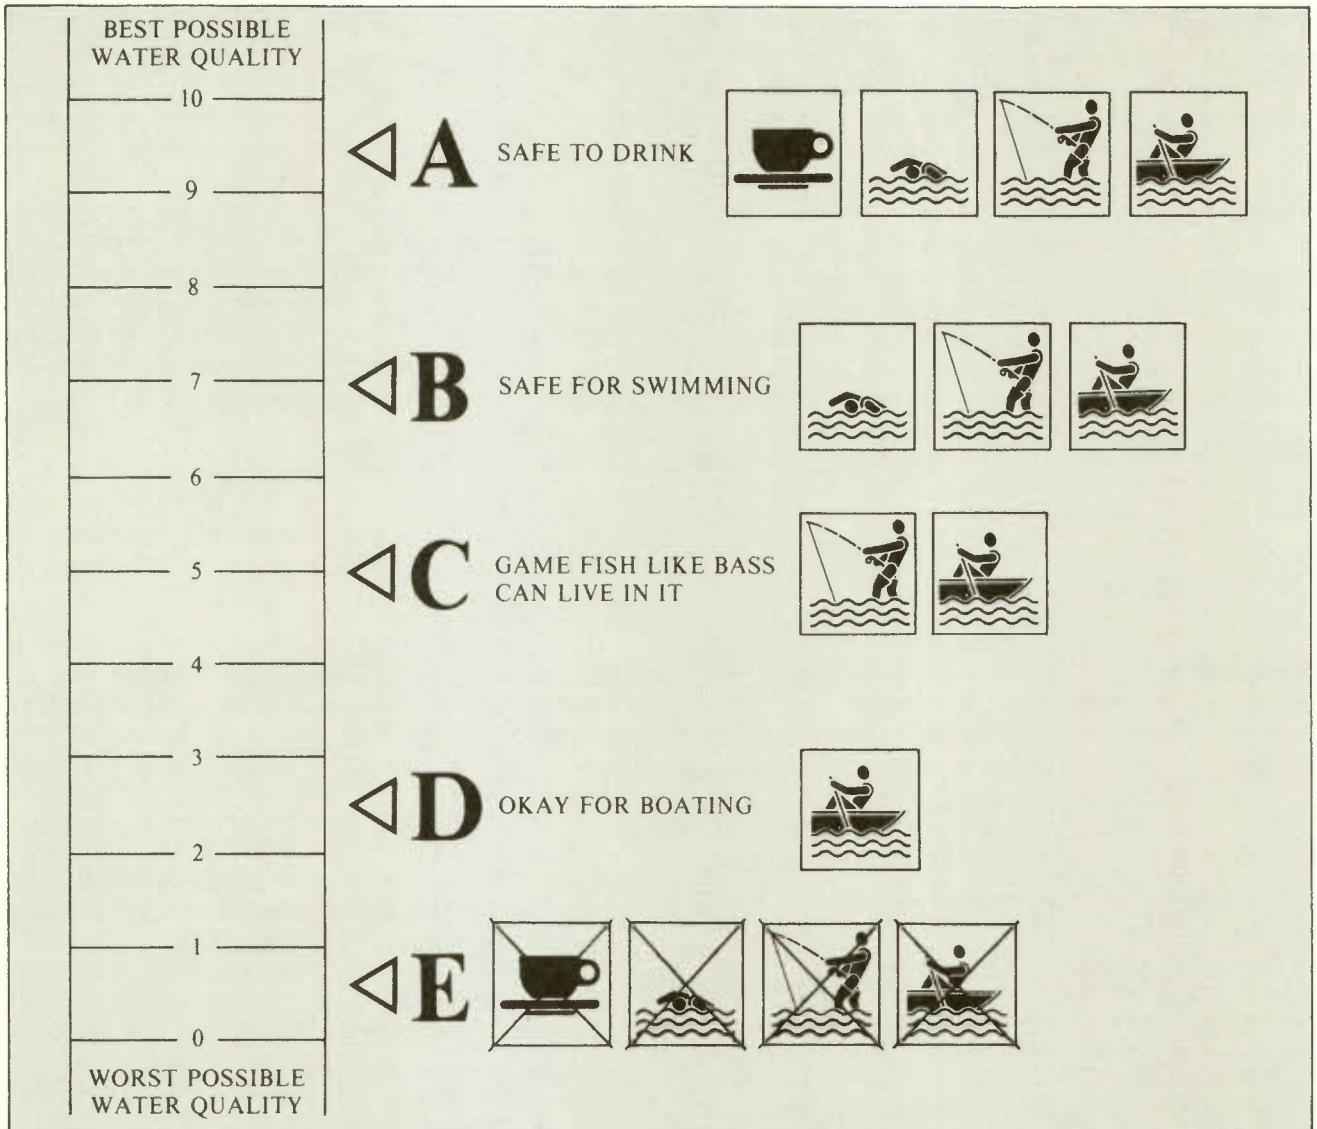 BEST POSSIBLE
WATER QUALITY
10
A SAFE TO DRINK
9
8
7
B SAFE FOR SWIMMING
6
5
C GAME FISH LIKE BASS
CAN LIVE IN IT
4
3
D OKAY FOR BOATING
2
1
E
0
WORST POSSIBLE
WATER QUALITY